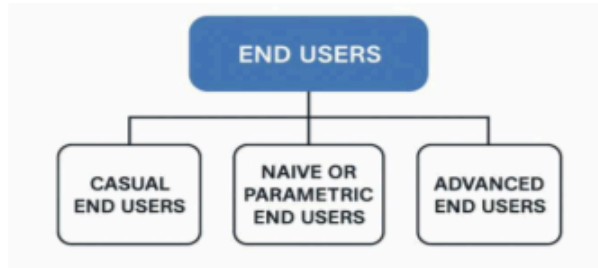 END USERS
CASUAL
END USERS
NAIVE OR
PARAMETRIC
END USERS
ADVANCED
END USERS